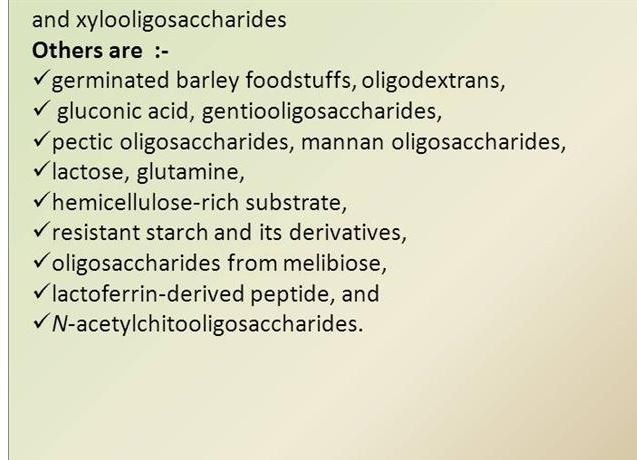 and xylooligosaccharides
Others are  :-
✓germinated barley foodstuffs, oligodextrans,
✓ gluconic acid, gentiooligosaccharides,
✓pectic oligosaccharides, mannan oligosaccharides,
✓lactose, glutamine,
✓hemicellulose-rich substrate,
✓resistant starch and its derivatives,
✓oligosaccharides from melibiose,
✓lactoferrin-derived peptide, and
✓N-acetylchitooligosaccharides.